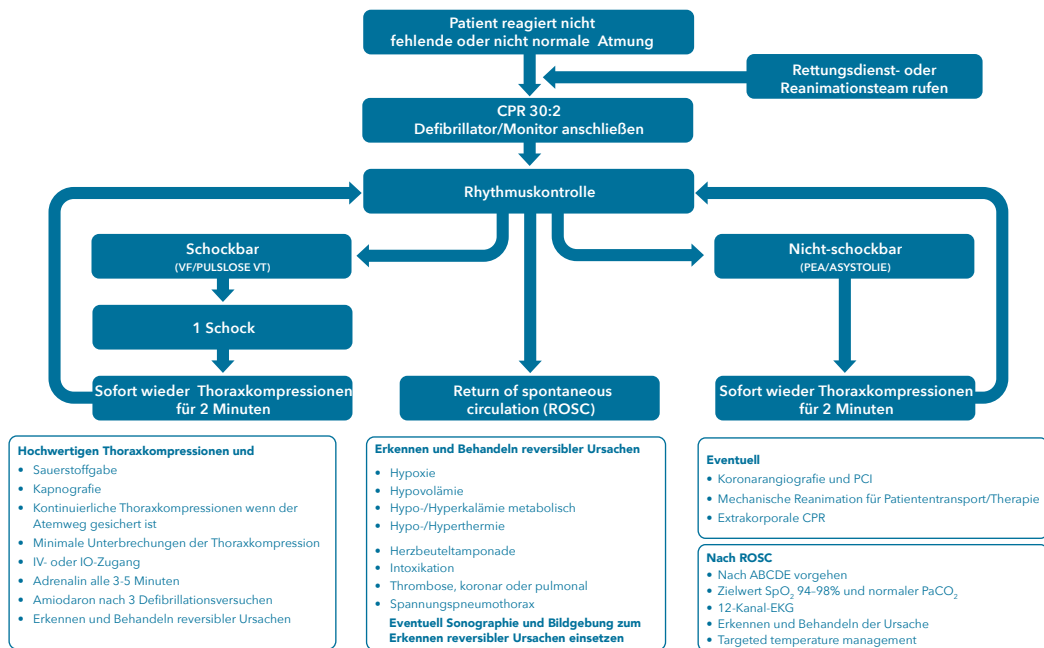 Patient reagiert nicht
fehlende oder nicht normale Atmung
Rettungsdienst- oder
Reanimationsteam rufen
CPR 30:2
Defibrillator/Monitor anschließen
Rhythmuskontrolle
Schockbar
(VF/PULSLOSE VT)
Nicht-schockbar
(PEA/ASYSTOLIE)
1 Schock
Sofort wieder Thoraxkompressionen
für 2 Minuten
Return of spontaneous
circulation (ROSC)
Sofort wieder Thoraxkompressionen
für 2 Minuten
Hochwertigen Thoraxkompressionen und
• Sauerstoffgabe
• Kapnografie
• Kontinuierliche Thoraxkompressionen wenn der
Atemweg gesichert ist
• Minimale Unterbrechungen der Thoraxkompression
• IV- oder IO-Zugang
• Adrenalin alle 3-5 Minuten
• Amiodaron nach 3 Defibrillationsversuchen
• Erkennen und Behandeln reversibler Ursachen
Erkennen und Behandeln reversibler Ursachen
• Hypoxie
• Hypovolämie
• Hypo-/Hyperkalämie metabolisch
• Hypo-/Hyperthermie
• Herzbeuteltamponade
• Intoxikation
• Thrombose, koronar oder pulmonal
• Spannungspneumothorax
Eventuell Sonographie und Bildgebung zum
Erkennen reversibler Ursachen einsetzen
Eventuell
• Koronarangiografie und PCI
• Mechanische Reanimation für Patiententransport/Therapie
• Extrakorporale CPR
Nach ROSC
• Nach ABCDE vorgehen
• Zielwert SpO₂ 94-98% und normaler PaCO₂
• 12-Kanal-EKG
• Erkennen und Behandeln der Ursache
• Targeted temperature management